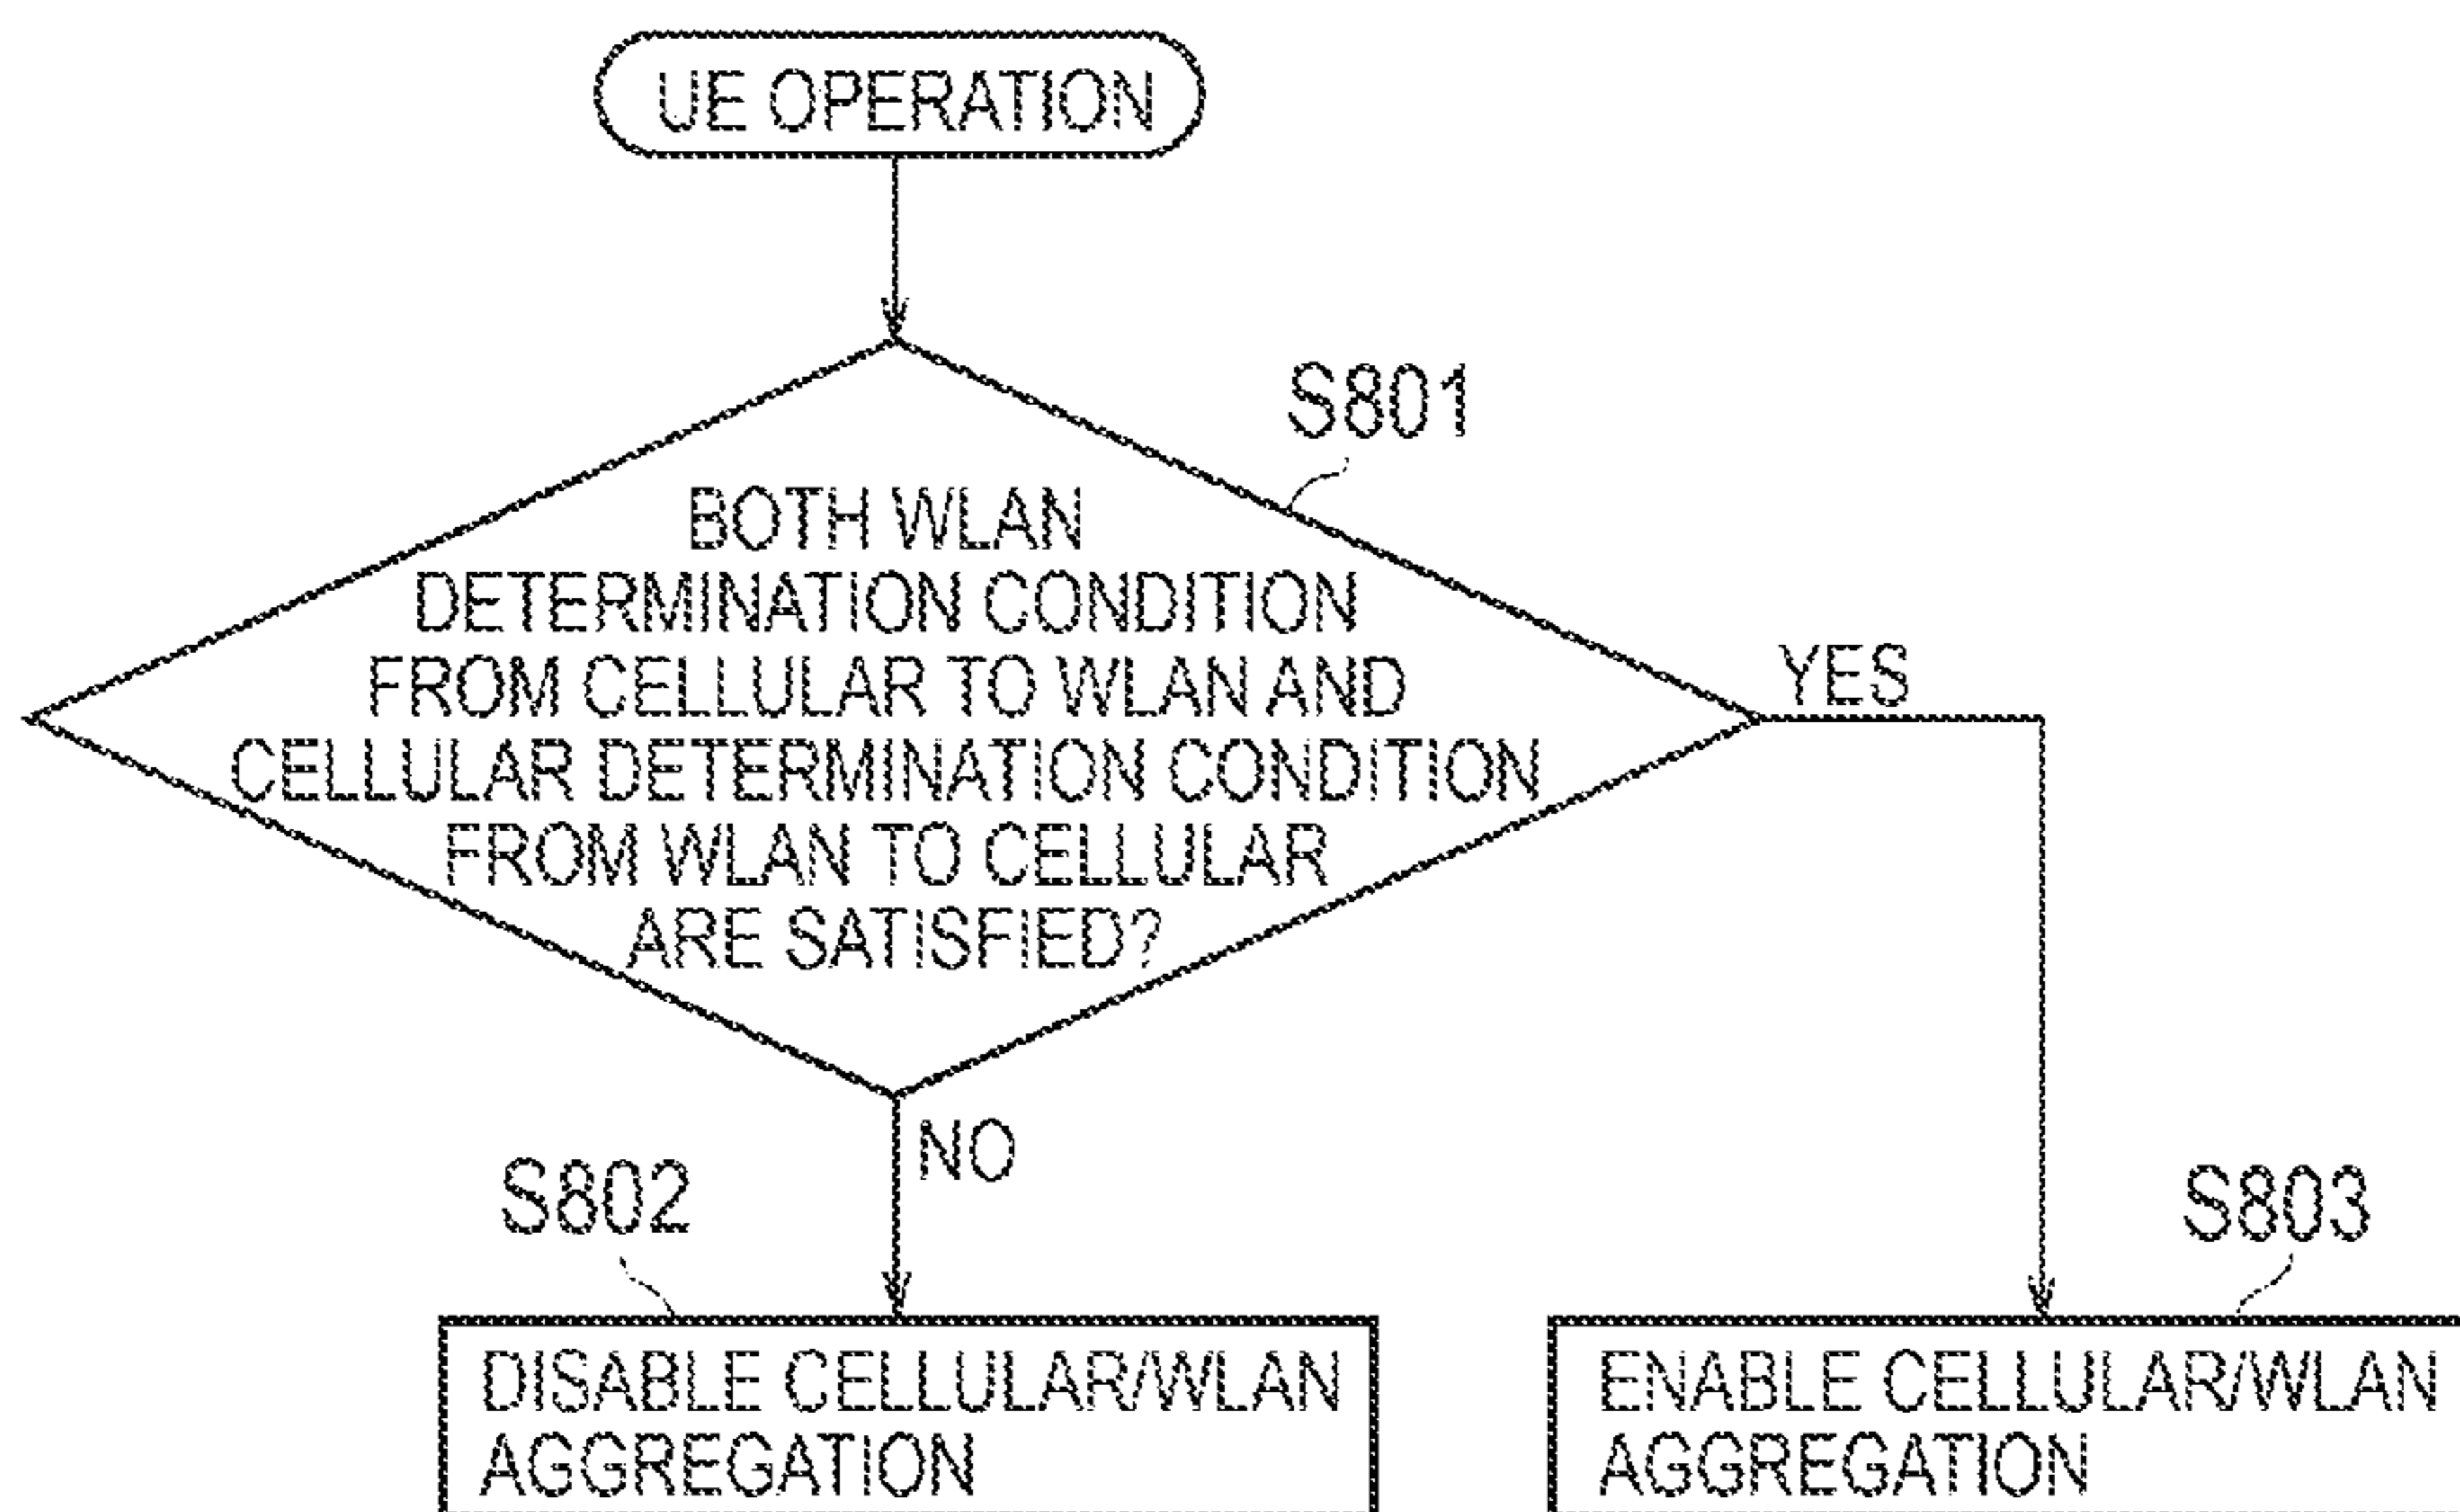 UE OPERATION
S801
BOTH WLAN
DETERMINATION CONDITION
FROM CELLULAR TO WLAN AND
CELLULAR DETERMINATION CONDITION
FROM WLAN TO CELLULAR
ARE SATISFIED?
YES
NO
S802
S803
DISABLE CELLULAR/WLAN
AGGREGATION
ENABLE CELLULAR/WLAN
AGGREGATION